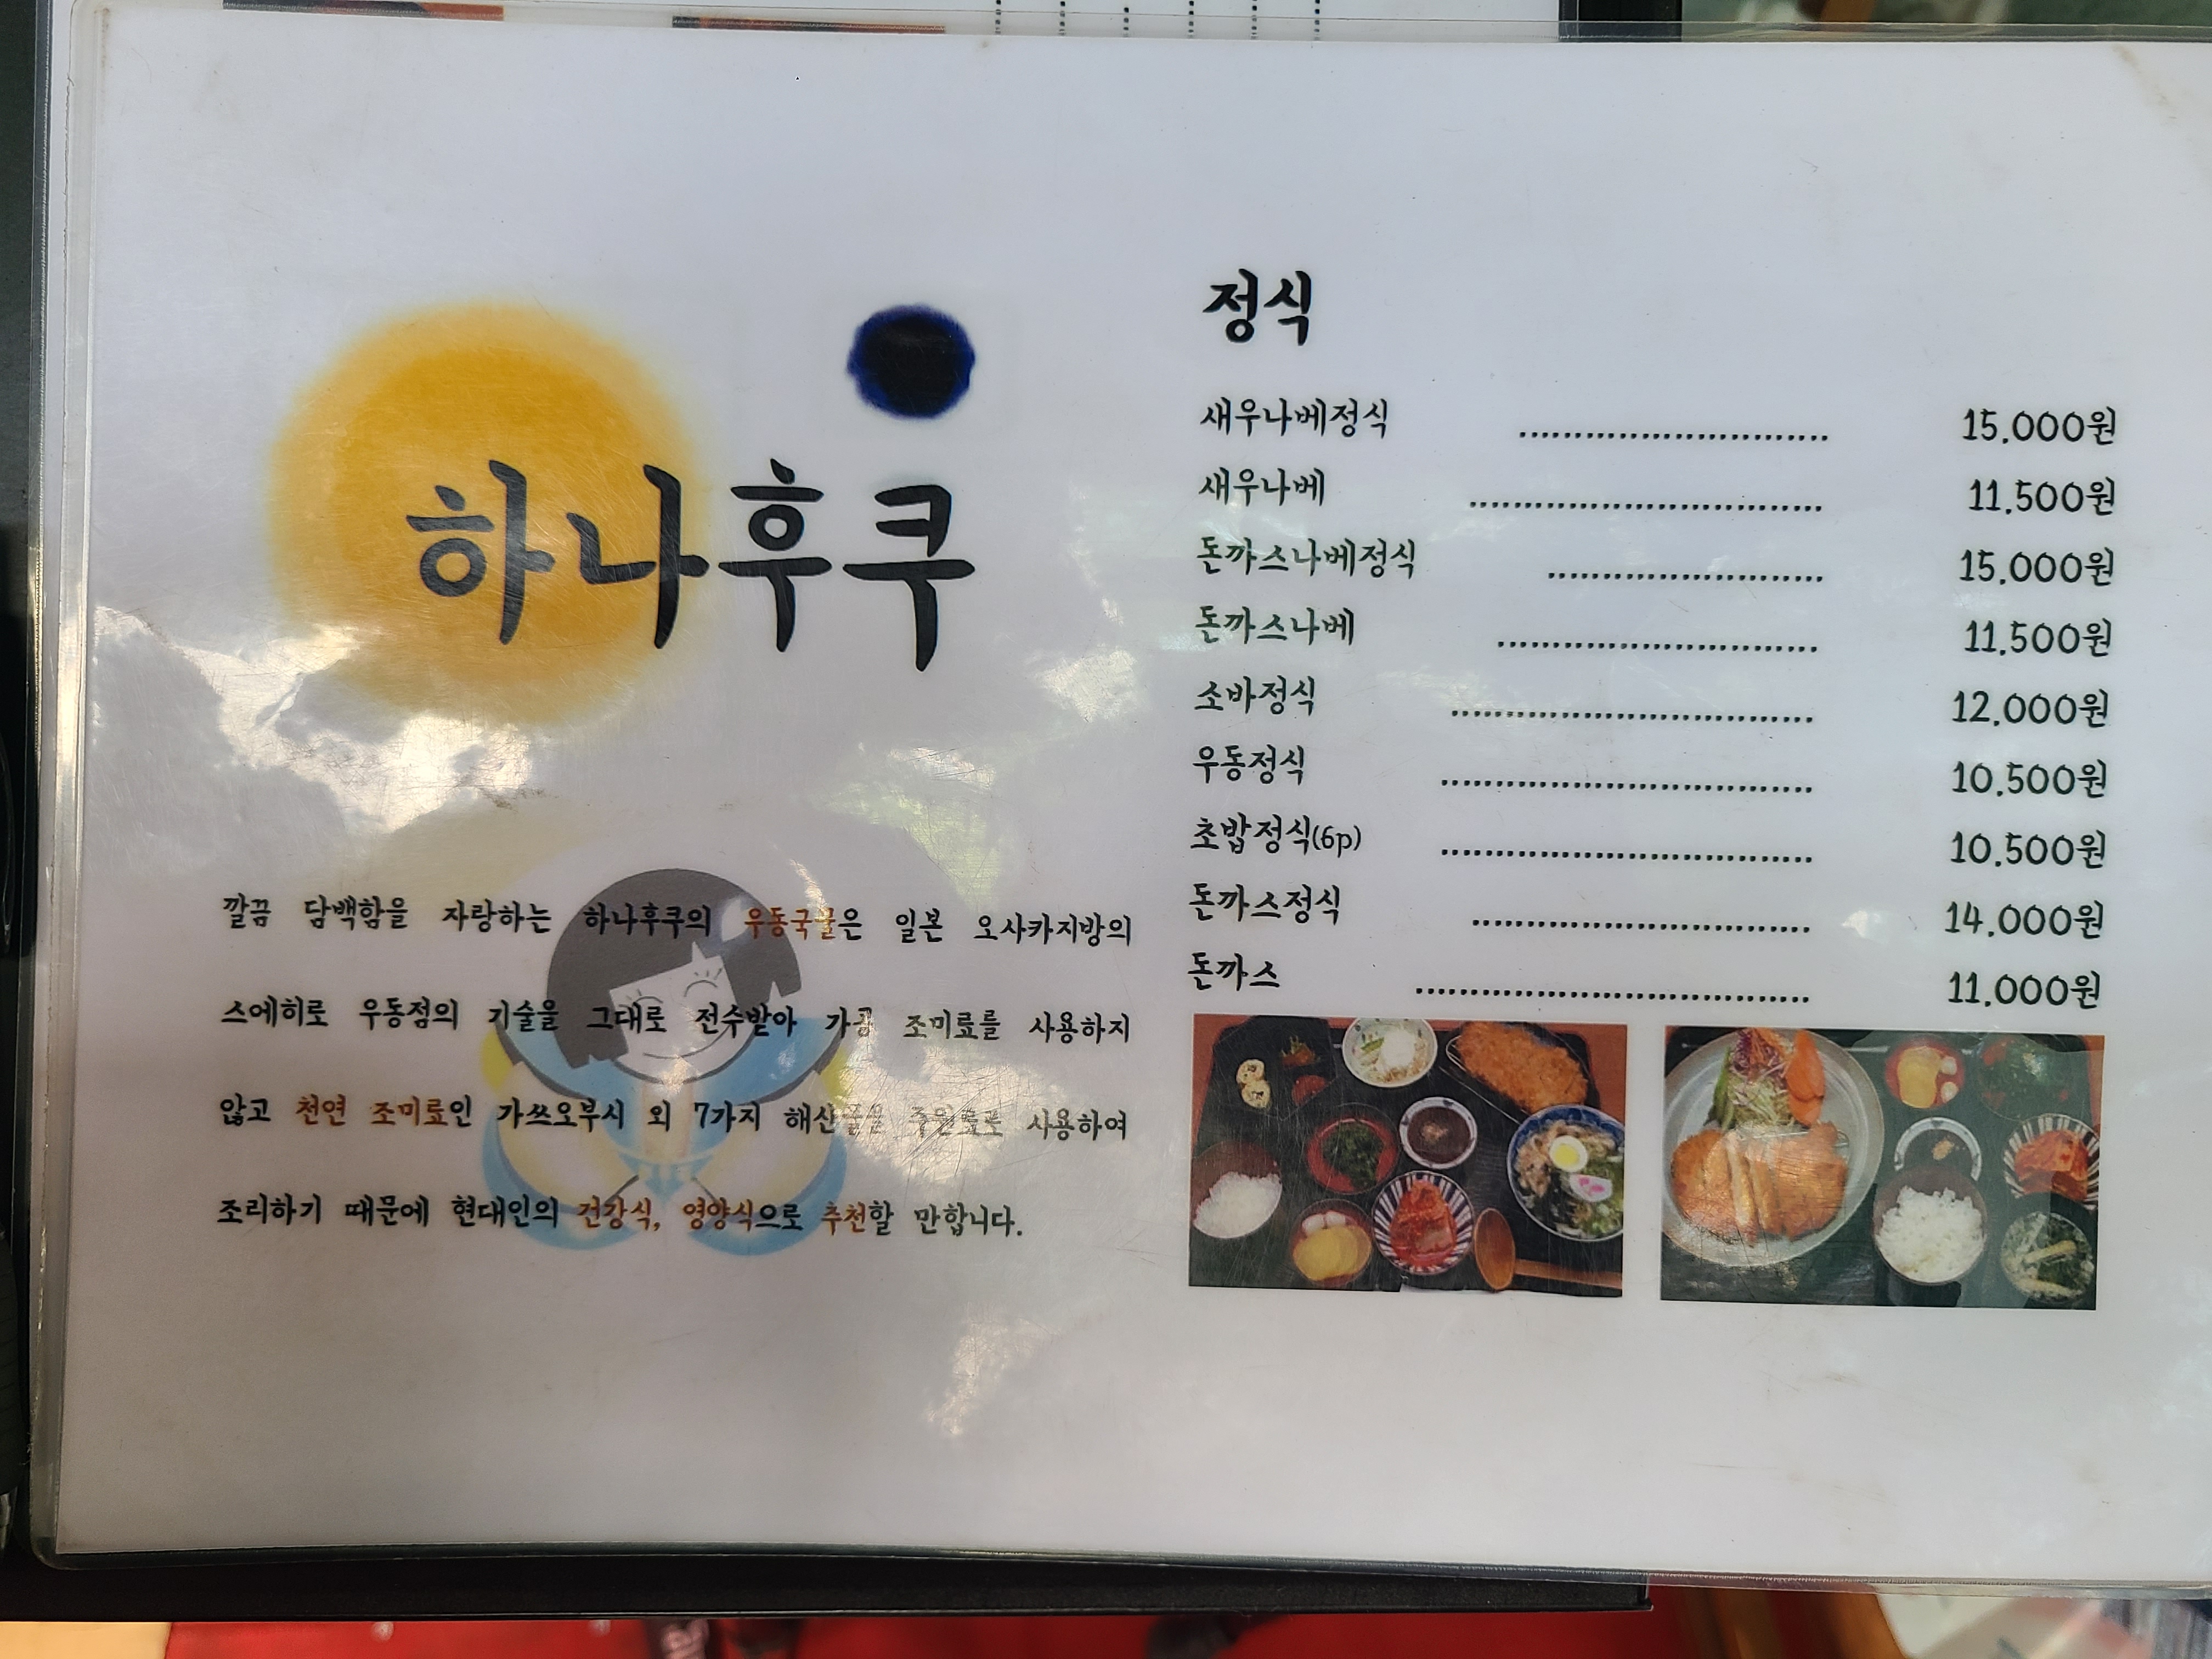 하나후쿠
깔끔 담백함을 자랑하는 하나후쿠의 우동국물은 일본 오사카지방의
스에히로 우동점의 기술을 그대로 전수받아 가공 조미료를 사용하지
않고 천연 조미료인 가쓰오부시 외 7가지 해산물을 주원료로 사용하여
조리하기 때문에 현대인의 건강식, 영양식으로 추천할 만합니다.
정식
새우나베정식 ............................ 15.000원
새우나베 ................................ 11.500원
돈까스나베정식 ......................... 15.000원
돈까스나베 ............................. 11.500원
소바정식 ................................. 12.000원
우동정식 .................................. 10.500원
초밥정식(6p) .................................. 10.500원
돈까스정식 ............................... 14.000원
돈까스 .................................... 11.000원